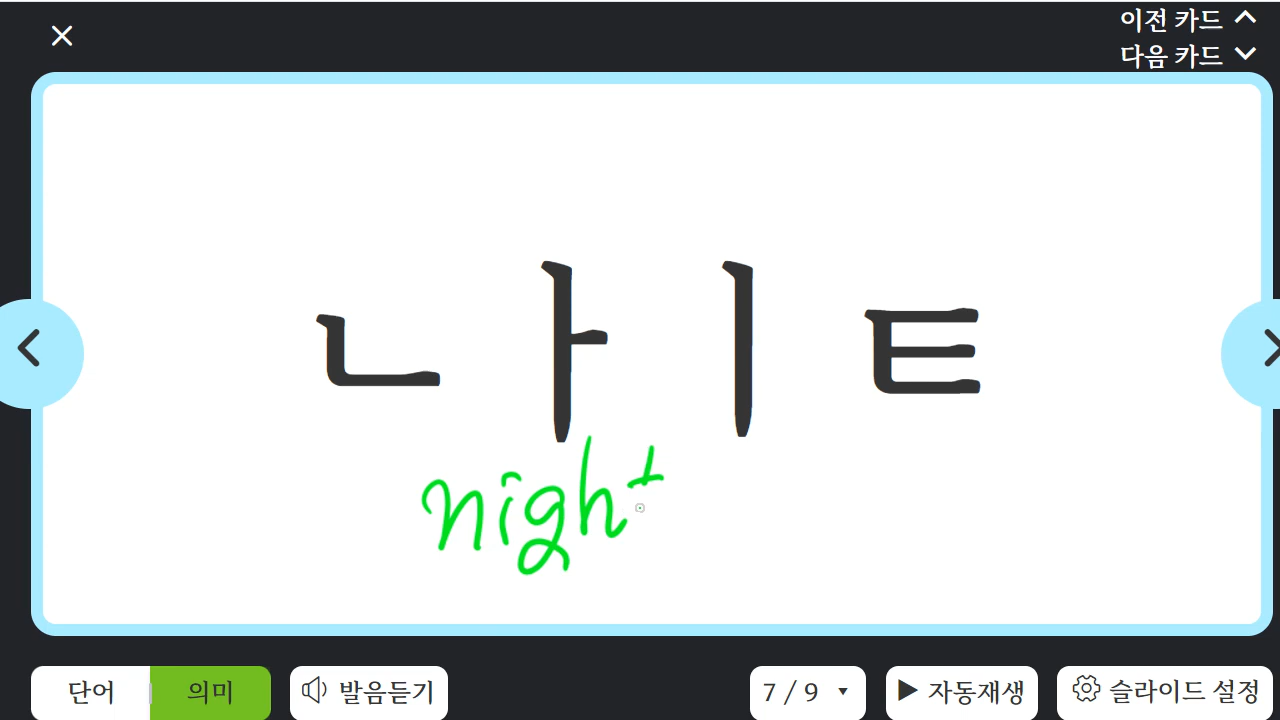 이전 카드
다음 카드
ㄴ ㅏ ㅣ ㅌ
night
단어 의미 발음듣기 7 / 9 자동재생 슬라이드 설정